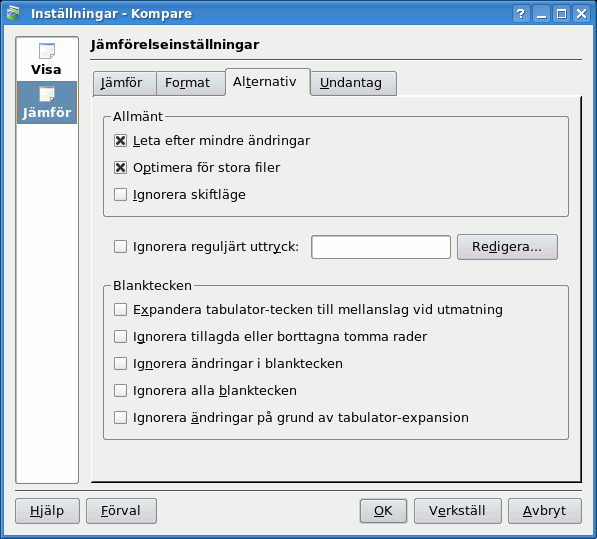 Inställningar - Kompare
Visa
Jämför
Jämförelseinställningar
Jämför Format Alternativ Undantag
Allmänt
Leta efter mindre ändringar
Optimera för stora filer
Ignorera skiftläge
Ignorera reguljärt uttryck: Redigera...
Blanktecken
Expandera tabulator-tecken till mellanslag vid utmatning
Ignorera tillagda eller borttagna tomma rader
Ignorera ändringar i blanktecken
Ignorera alla blanktecken
Ignorera ändringar på grund av tabulator-expansion
Hjälp Förval OK Verkställ Avbryt